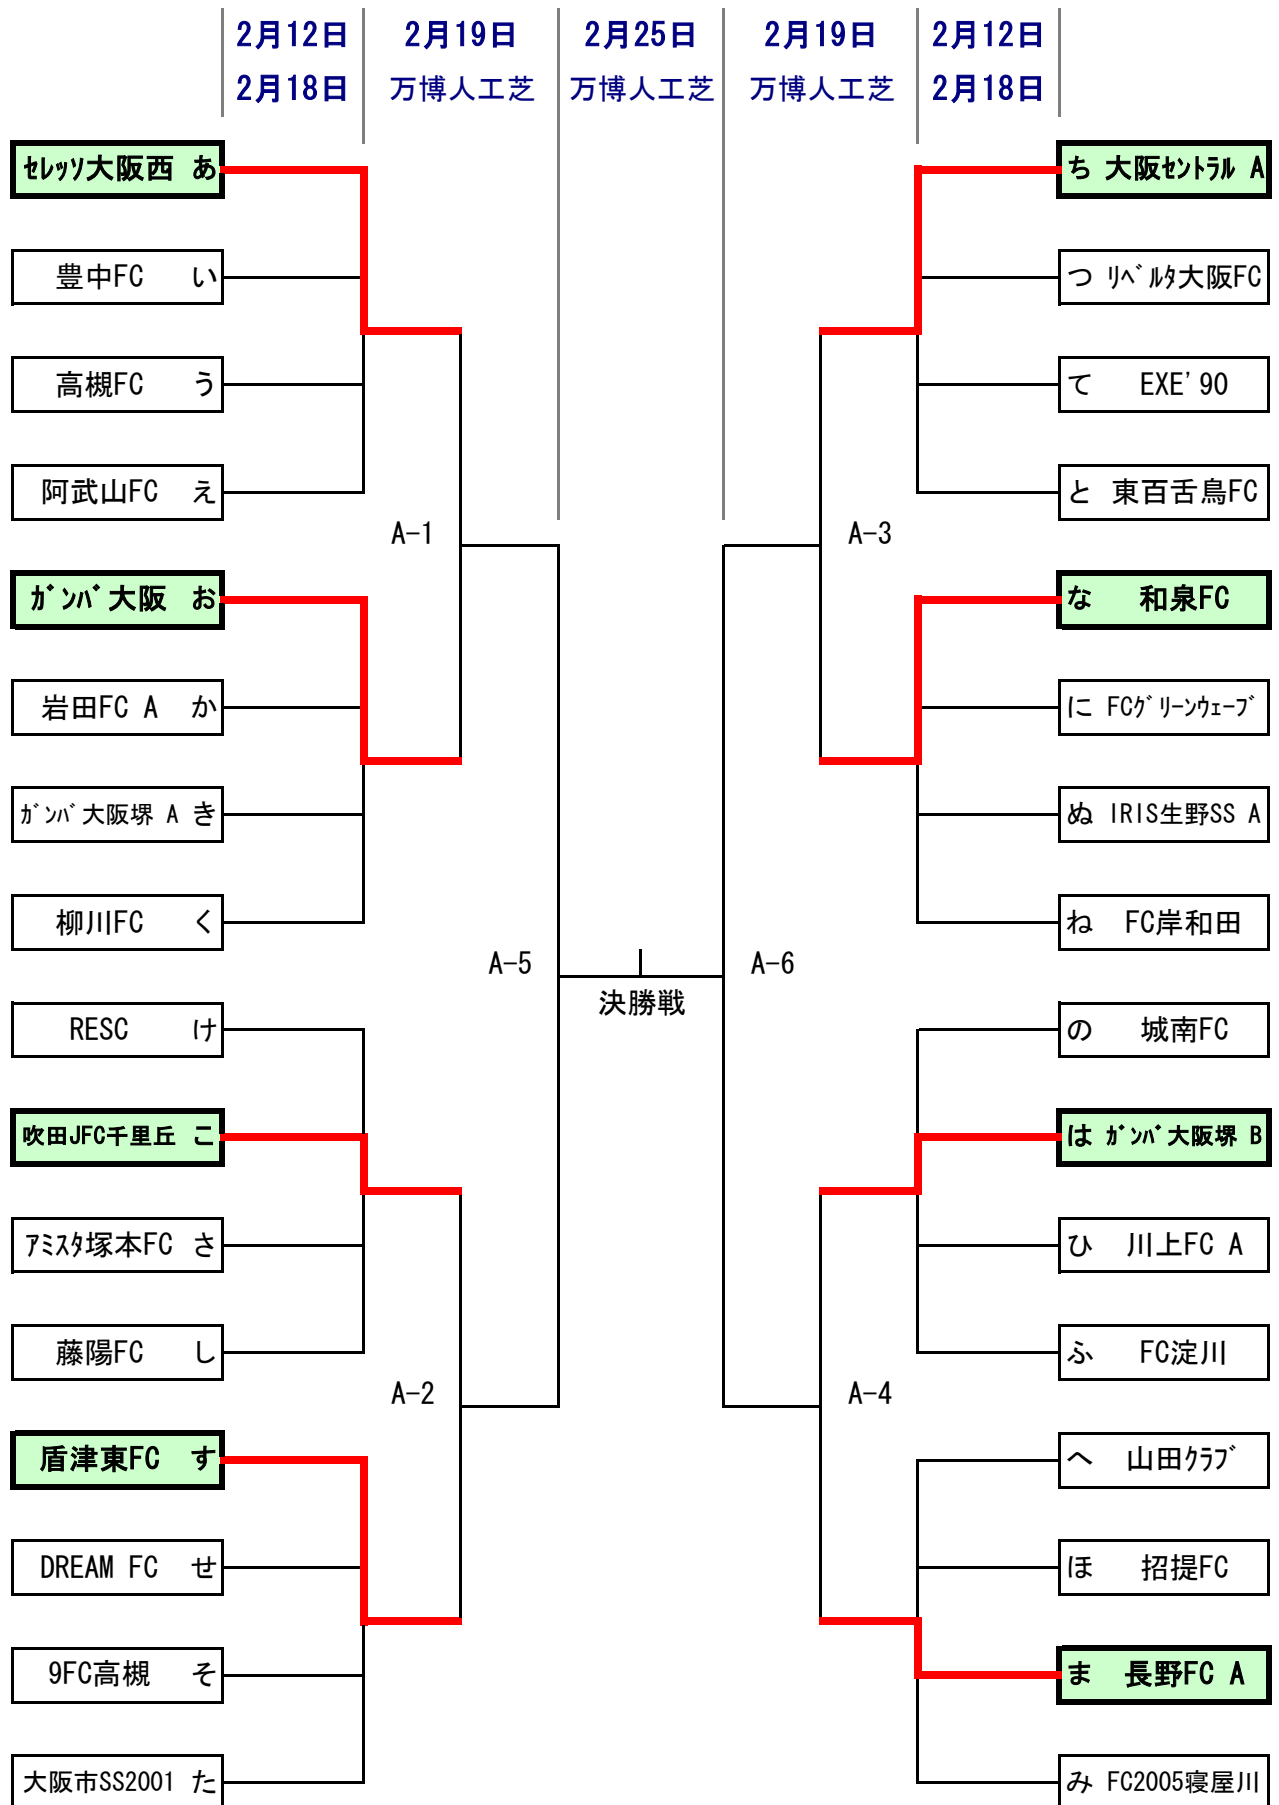 2月12日 2月19日 2月25日 2月19日 2月12日
2月18日 万博人工芝 万博人工芝 万博人工芝 2月18日
ｾﾚｯｿ大阪西 あ ち 大阪ｾﾝﾄﾗﾙ A
豊中FC い つ ﾘﾍﾞﾙﾀ大阪FC
高槻FC う て EXE'90
阿武山FC え と 東百舌鳥FC
A-1 A-3
ｶﾞﾝﾊﾞ大阪 お な 和泉FC
岩田FC A か に FCｸﾞﾘｰﾝｳｪｰﾌﾞ
ｶﾞﾝﾊﾞ大阪堺 A き ぬ IRIS生野SS A
柳川FC く ね FC岸和田
A-5 A-6
決勝戦
RESC け の 城南FC
吹田JFC千里丘 こ は ｶﾞﾝﾊﾞ大阪堺 B
ｱﾐｽﾀ塚本FC さ ひ 川上FC A
藤陽FC し ふ FC淀川
A-2 A-4
盾津東FC す へ 山田ｸﾗﾌﾞ
DREAM FC せ ほ 招提FC
9FC高槻 そ ま 長野FC A
大阪市SS2001 た み FC2005寝屋川